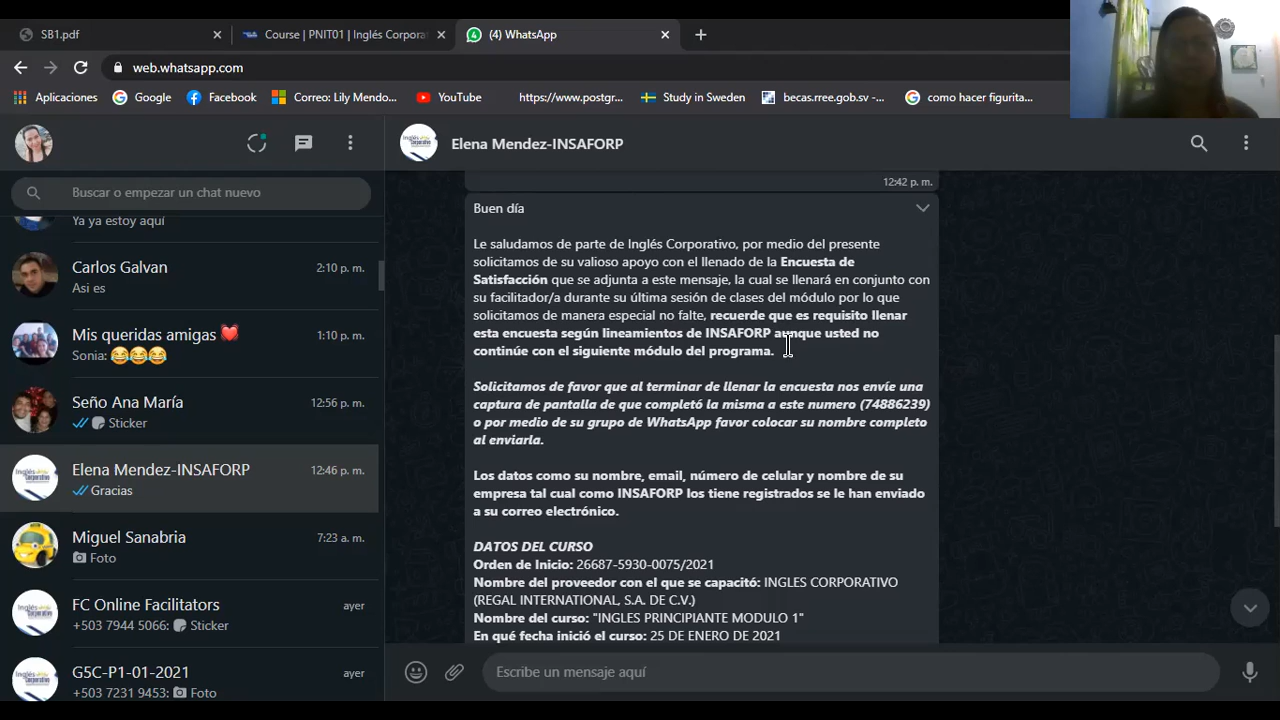 SB1.pdf
Course | PNIT01 | Inglés Corpora
(4) WhatsApp
web.whatsapp.com
Aplicaciones
Google
Facebook
Correo: Lily Mendo...
YouTube
https://www.postgr...
Study in Sweden
becas.rree.gob.sv -...
como hacer figurita...
Elena Mendez-INSAFORP
Buscar o empezar un chat nuevo
Ya ya estoy aquí
Carlos Galvan
2:10 p. m.
Asi es
Mis queridas amigas
1:10 p. m.
Sonia: 😂😂😂
Seño Ana María
12:56 p. m.
Sticker
Elena Mendez-INSAFORP
12:46 p. m.
Gracias
Miguel Sanabria
7:23 a. m.
Foto
FC Online Facilitators
ayer
+503 7944 5066: Sticker
G5C-P1-01-2021
ayer
+503 7231 9453: Foto
12:42 p. m.
Buen día
Le saludamos de parte de Inglés Corporativo, por medio del presente
solicitamos de su valioso apoyo con el llenado de la Encuesta de
Satisfacción que se adjunta a este mensaje, la cual se llenará en conjunto con
su facilitador/a durante su última sesión de clases del módulo por lo que
solicitamos de manera especial no falte, recuerde que es requisito llenar
esta encuesta según lineamientos de INSAFORP aunque usted no
continúe con el siguiente módulo del programa.
Solicitamos de favor que al terminar de llenar la encuesta nos envíe una
captura de pantalla de que completó la misma a este numero (74886239)
o por medio de su grupo de WhatsApp favor colocar su nombre completo
al enviarla.
Los datos como su nombre, email, número de celular y nombre de su
empresa tal cual como INSAFORP los tiene registrados se le han enviado
a su correo electrónico.
DATOS DEL CURSO
Orden de Inicio: 26687-5930-0075/2021
Nombre del proveedor con el que se capacitó: INGLES CORPORATIVO
(REGAL INTERNATIONAL, S.A. DE C.V.)
Nombre del curso: "INGLES PRINCIPIANTE MODULO 1"
En qué fecha inició el curso: 25 DE ENERO DE 2021
Escribe un mensaje aquí